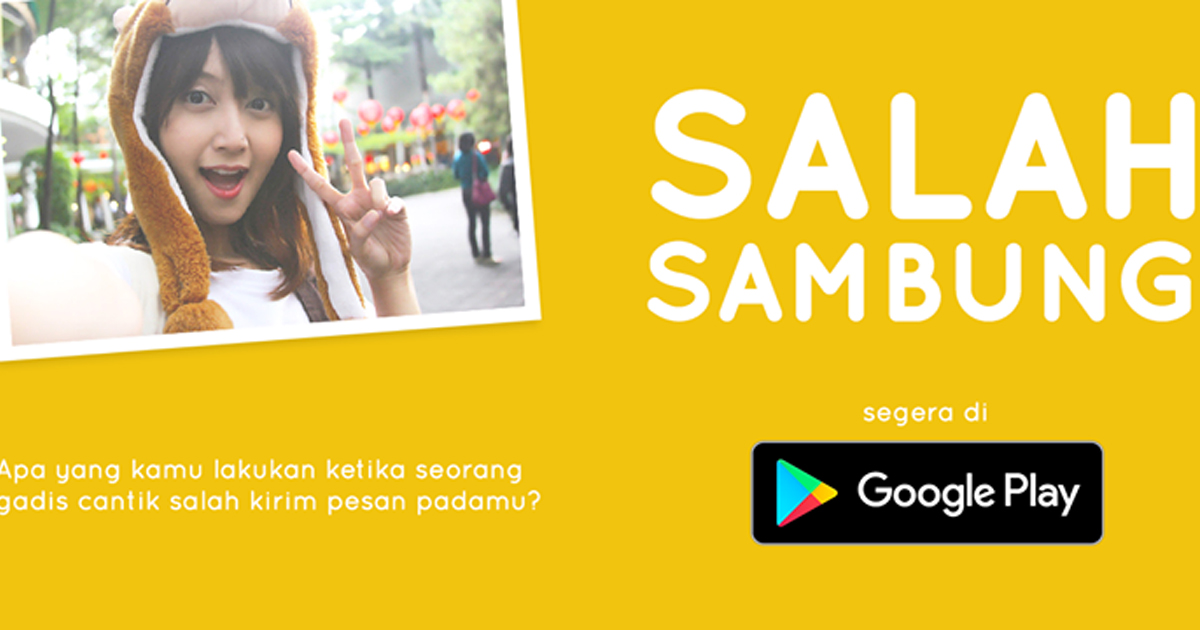 SALAH
SAMBUNG
segera di
Google Play
Apa yang kamu lakukan ketika seorang
gadis cantik salah kirim pesan padamu?